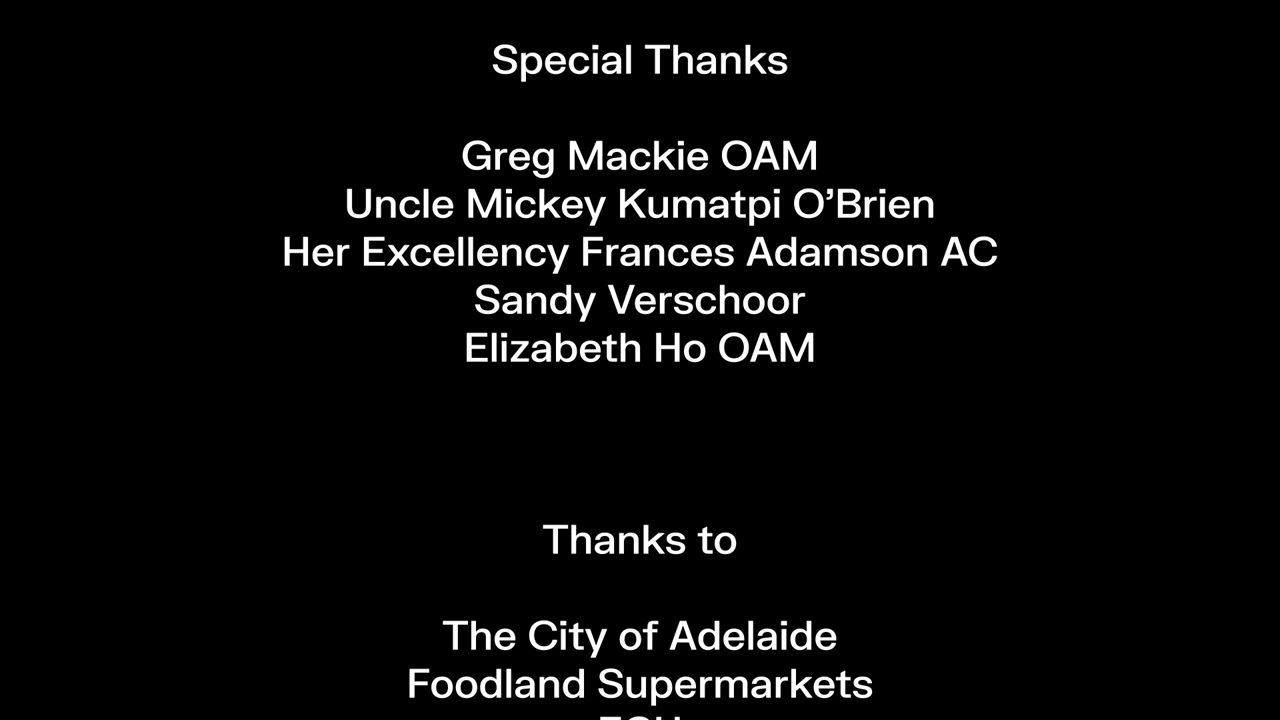 Special Thanks
Greg Mackie OAM
Uncle Mickey Kumatpi O’Brien
Her Excellency Frances Adamson AC
Sandy Verschoor
Elizabeth Ho OAM
Thanks to
The City of Adelaide
Foodland Supermarkets